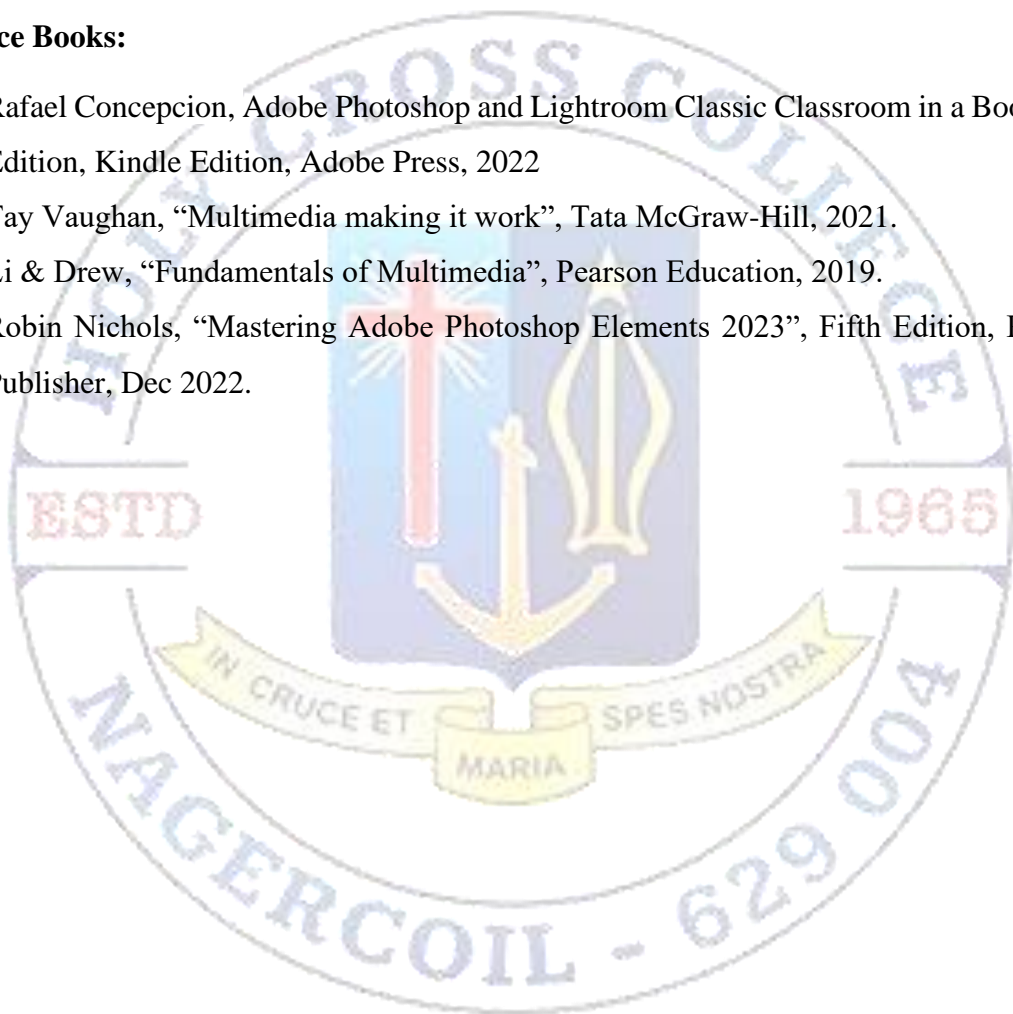 ce Books:
Rafael Concepcion, Adobe Photoshop and Lightroom Classic Classroom in a Boo
Edition, Kindle Edition, Adobe Press, 2022
Tay Vaughan, “Multimedia making it work”, Tata McGraw-Hill, 2021.
Li & Drew, “Fundamentals of Multimedia”, Pearson Education, 2019.
Robin Nichols, “Mastering Adobe Photoshop Elements 2023”, Fifth Edition,
Publisher, Dec 2022.
HOLY CROSS COLLEGE
ESTD 1965
IN CRUCE ET MARIA SPES NOSTRA
NAGERCOIL - 629 004